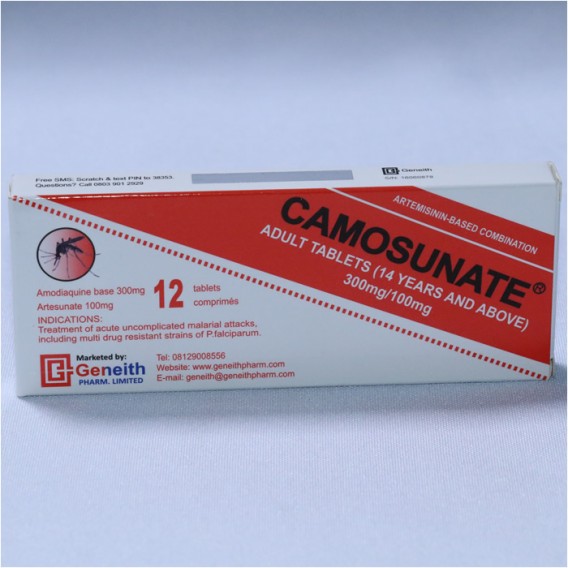 Free SMS: Scratch & text PIN to 38353.
Questions? Call 0803 901 2929
Geneith
ARTEMISININ-BASED COMBINATION
CAMOSUNATE®
ADULT TABLETS (14 YEARS AND ABOVE)
300mg/100mg
Amodiaquine base 300mg
Artesunate 100mg
12 tablets
comprimés
INDICATIONS:
Treatment of acute uncomplicated malarial attacks,
including multi drug resistant strains of P.falciparum.
Marketed by:
Geneith
PHARM. LIMITED
Tel: 08129008556
Website: www.geneithpharm.com
E-mail: geneith@geneithpharm.com